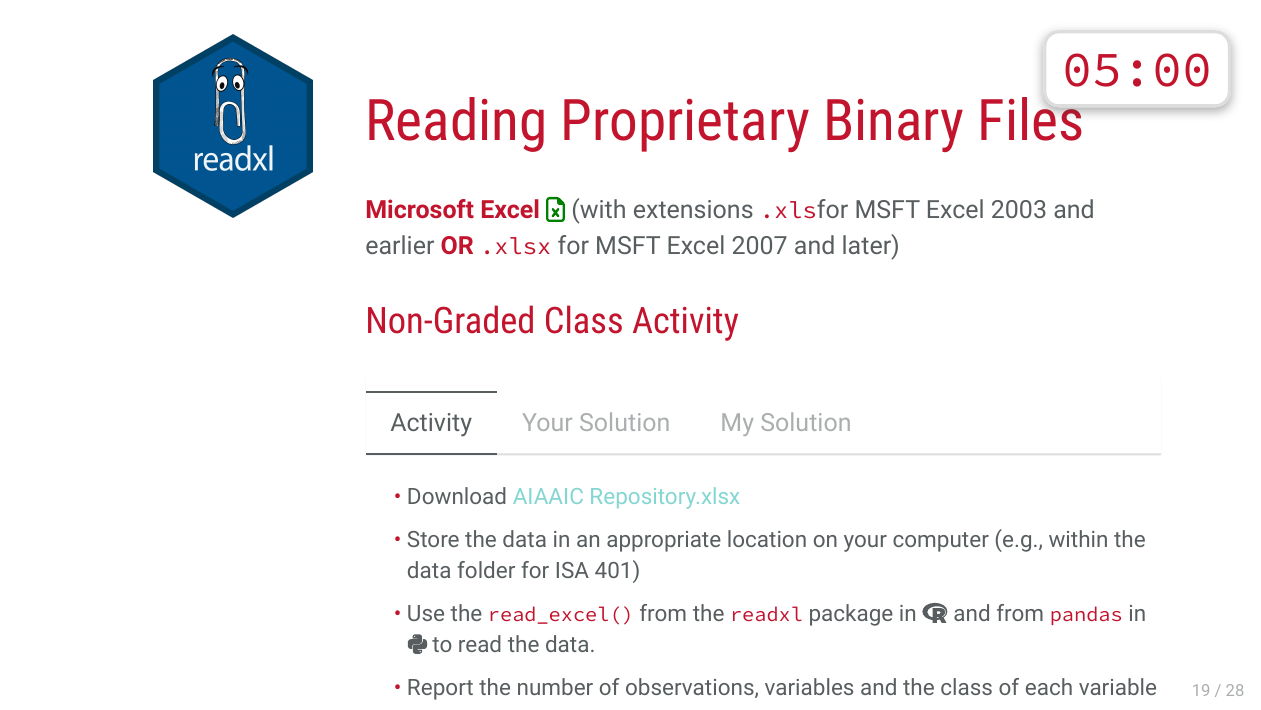 readxl
05:00
Reading Proprietary Binary Files
Microsoft Excel (with extensions .xlsfor MSFT Excel 2003 and
earlier OR .xlsx for MSFT Excel 2007 and later)
Non-Graded Class Activity
Activity Your Solution My Solution
• Download AIAAIC Repository.xlsx
• Store the data in an appropriate location on your computer (e.g., within the
data folder for ISA 401)
• Use the read_excel() from the readxl package in R and from pandas in
to read the data.
• Report the number of observations, variables and the class of each variable
19 / 28